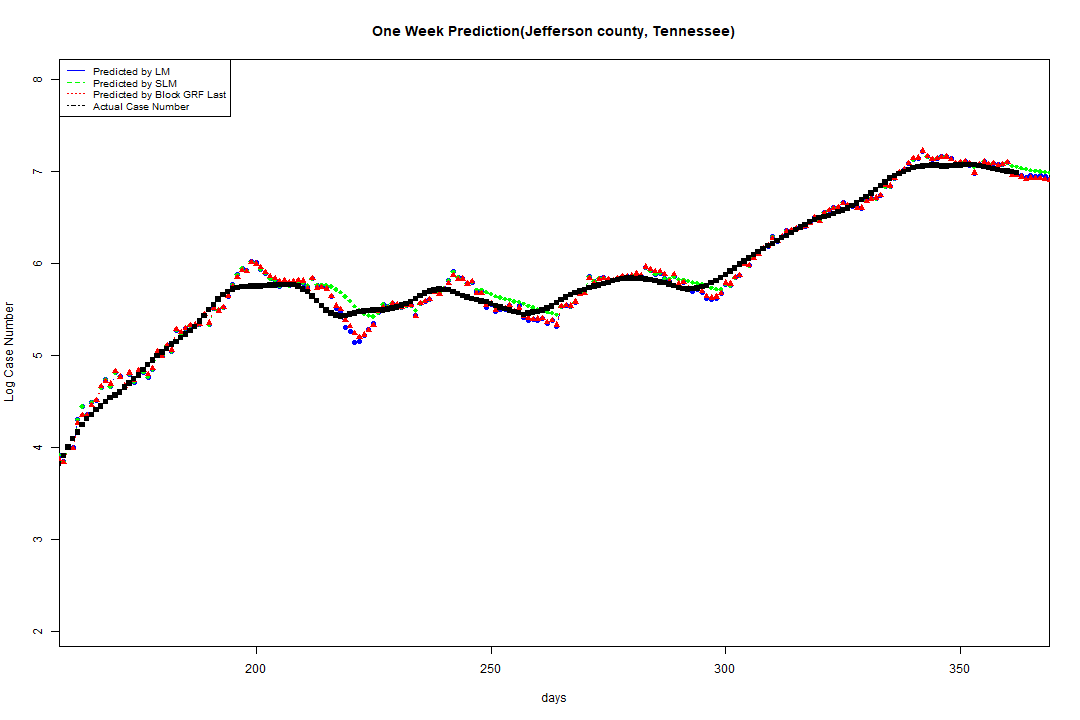 One Week Prediction(Jefferson county, Tennessee)
Predicted by LM
Predicted by SLM
Predicted by Block GRF Last
Actual Case Number
8
7
6
5
4
3
2
Log Case Number
200 250 300 350
days